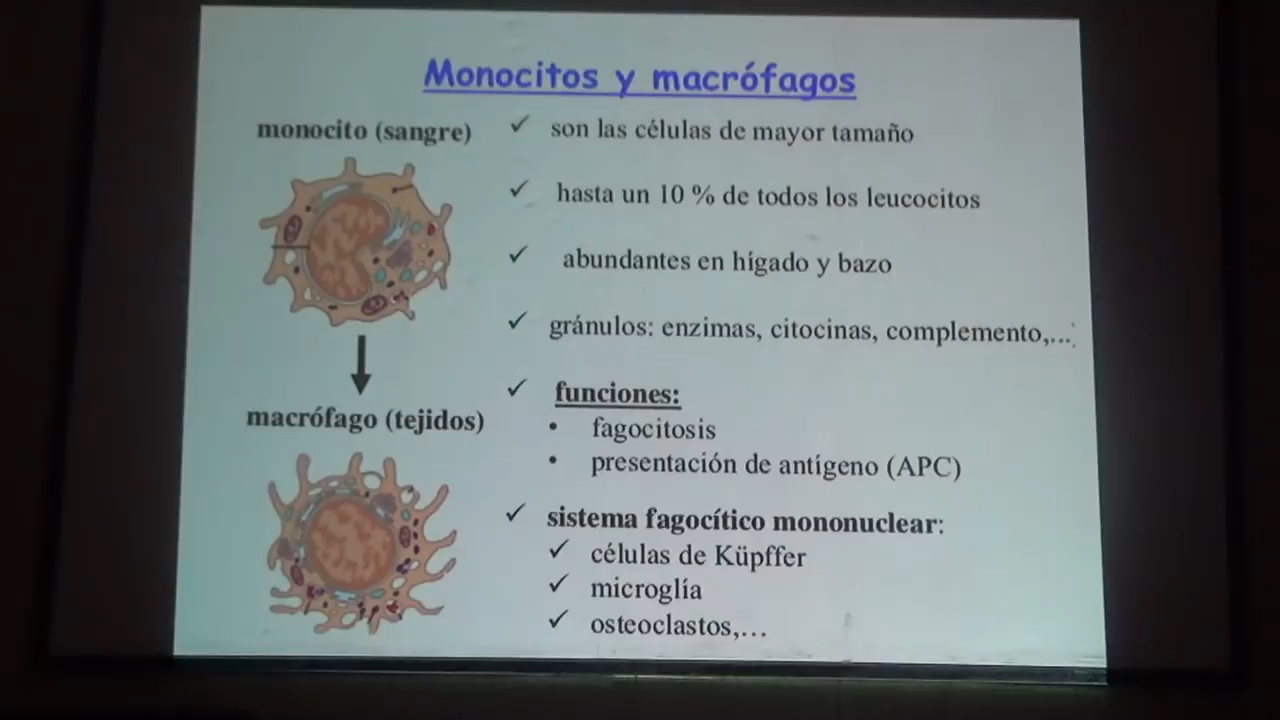 Monocitos y macrófagos
monocito (sangre)
✓ son las células de mayor tamaño
✓ hasta un 10 % de todos los leucocitos
✓ abundantes en hígado y bazo
✓ gránulos: enzimas, citocinas, complemento,...
macrófago (tejidos)
✓ funciones:
• fagocitosis
• presentación de antígeno (APC)
✓ sistema fagocítico mononuclear:
✓ células de Küpffer
✓ microglía
✓ osteoclastos,...